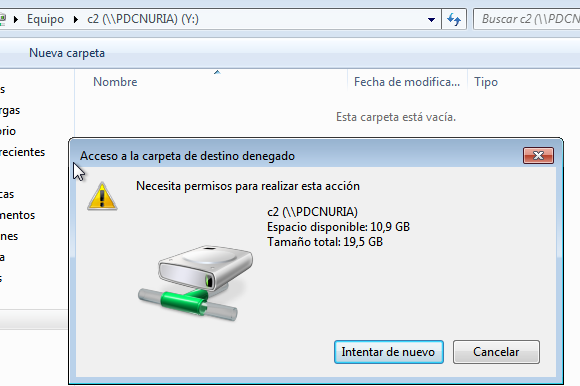 Equipo
c2 (\\PDCNURIA) (Y:)
Buscar c2 (\\PDCN
Nueva carpeta
Nombre
Fecha de modifica...
Tipo
Esta carpeta está vacía.
recientes
Acceso a la carpeta de destino denegado
Necesita permisos para realizar esta acción
c2 (\\PDCNURIA)
Espacio disponible: 10,9 GB
Tamaño total: 19,5 GB
Intentar de nuevo
Cancelar